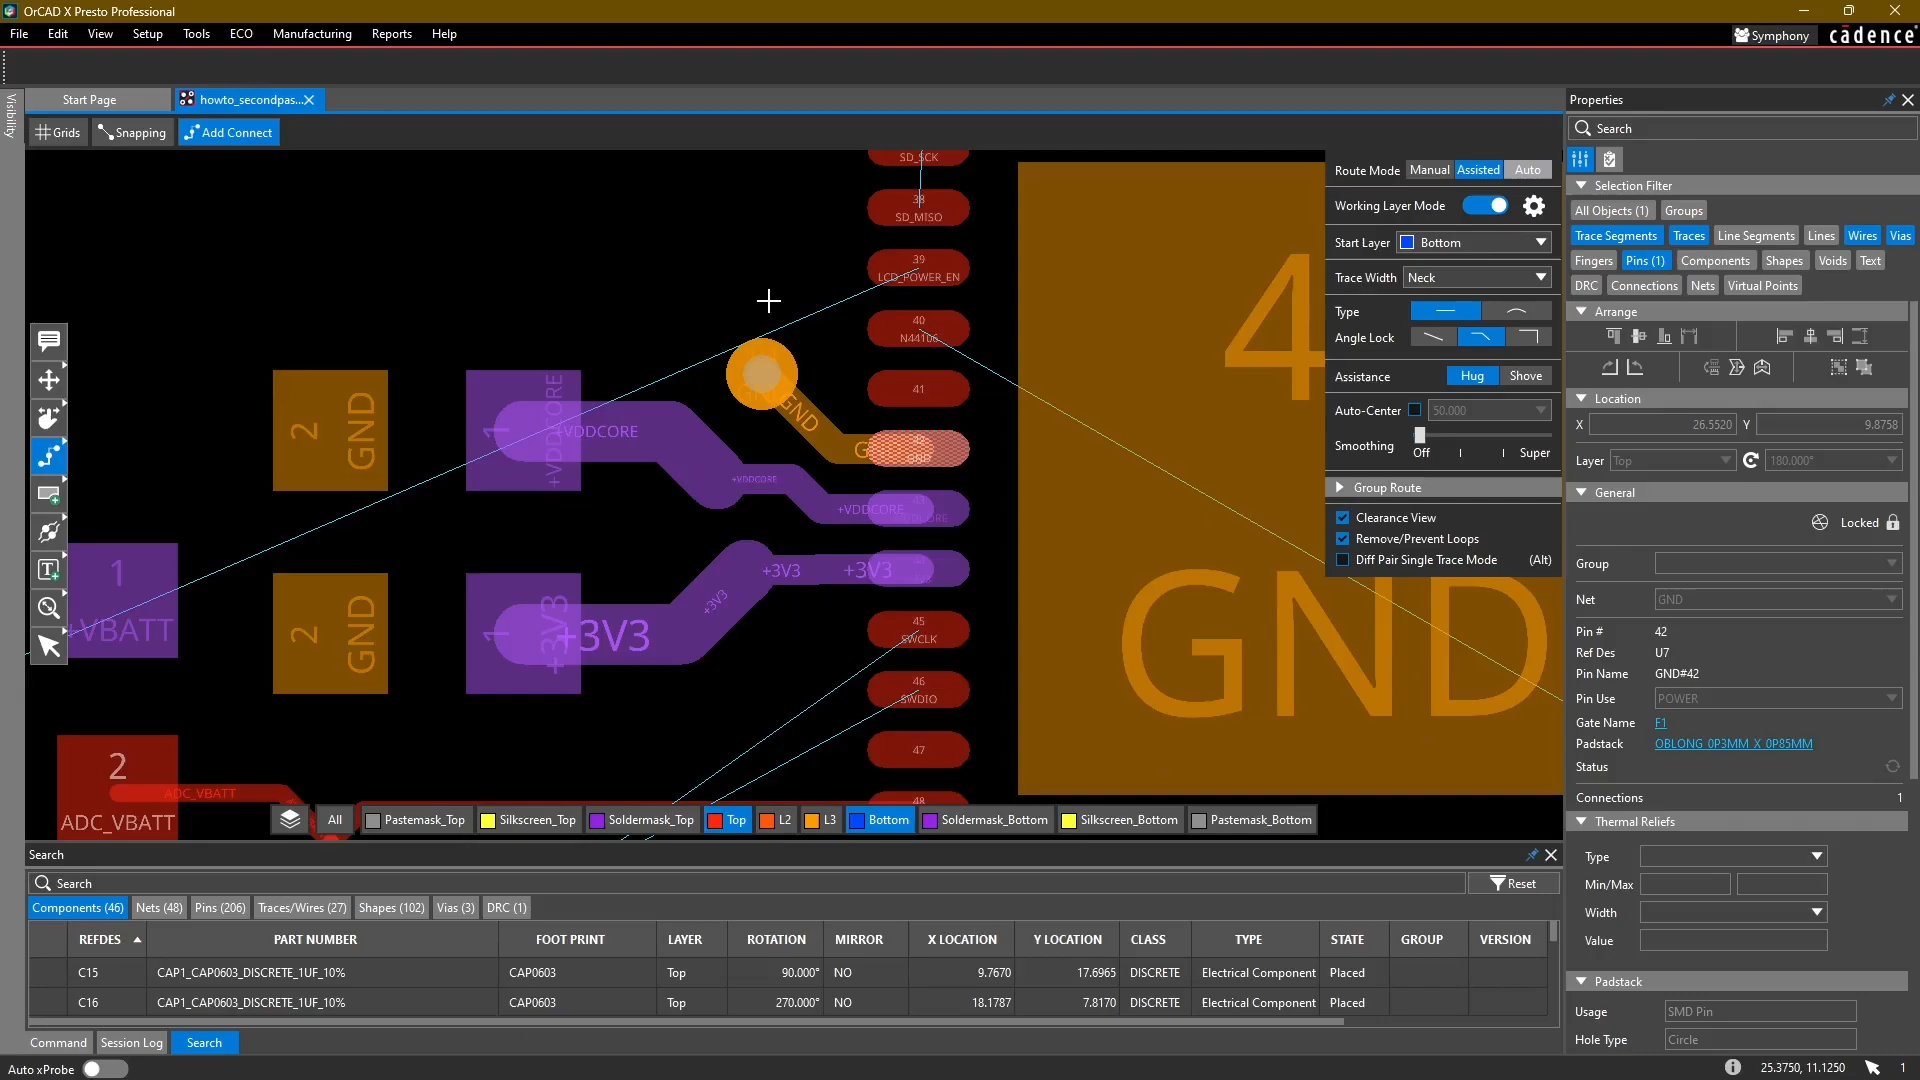 OrCAD X Presto Professional
File Edit View Setup Tools ECO Manufacturing Reports Help
Symphony cādence
Visibility
Start Page howto_secondpas...
Grids Snapping Add Connect
SD_SCK
38
SD_MISO
39
LCD_POWER_EN
40
N44106
41
GND
+VDDCORE
+VDDCORE
+VDDCORE
+VDDCORE
2 GND
1
+3V3
+3V3
+3V3
+3V3
+3V3
2 GND
1
1
+VBATT
45
SWCLK
46
SWDIO
47
48
2
ADC_VBATT
ADC_VBATT
4
GND
Route Mode Manual Assisted Auto
Working Layer Mode
Start Layer Bottom
Trace Width Neck
Type
Angle Lock
Assistance Hug Shove
Auto-Center 50.000
Smoothing
Off Super
Group Route
Clearance View
Remove/Prevent Loops
Diff Pair Single Trace Mode (Alt)
All Pastemask_Top Silkscreen_Top Soldermask_Top Top L2 L3 Bottom Soldermask_Bottom Silkscreen_Bottom Pastemask_Bottom
Search
Search Reset
Components (46) Nets (48) Pins (206) Traces/Wires (27) Shapes (102) Vias (3) DRC (1)
REFDES PART NUMBER FOOT PRINT LAYER ROTATION MIRROR X LOCATION Y LOCATION CLASS TYPE STATE GROUP VERSION
C15 CAP1_CAP0603_DISCRETE_1UF_10% CAP0603 Top 90.000° NO 9.7670 17.6965 DISCRETE Electrical Component Placed
C16 CAP1_CAP0603_DISCRETE_1UF_10% CAP0603 Top 270.000° NO 18.1787 7.8170 DISCRETE Electrical Component Placed
Command Session Log Search
Auto xProbe
25.3750, 11.1250 1
Properties
Search
Selection Filter
All Objects (1) Groups
Trace Segments Traces Line Segments Lines Wires Vias
Fingers Pins (1) Components Shapes Voids Text
DRC Connections Nets Virtual Points
Arrange
Location
X 26.5520 Y 9.8758
Layer Top 180.000°
General
Locked
Group
Net GND
Pin # 42
Ref Des U7
Pin Name GND#42
Pin Use POWER
Gate Name F1
Padstack OBLONG_0P3MM_X_0P85MM
Status
Connections 1
Thermal Reliefs
Type
Min/Max
Width
Value
Padstack
Usage SMD Pin
Hole Type Circle